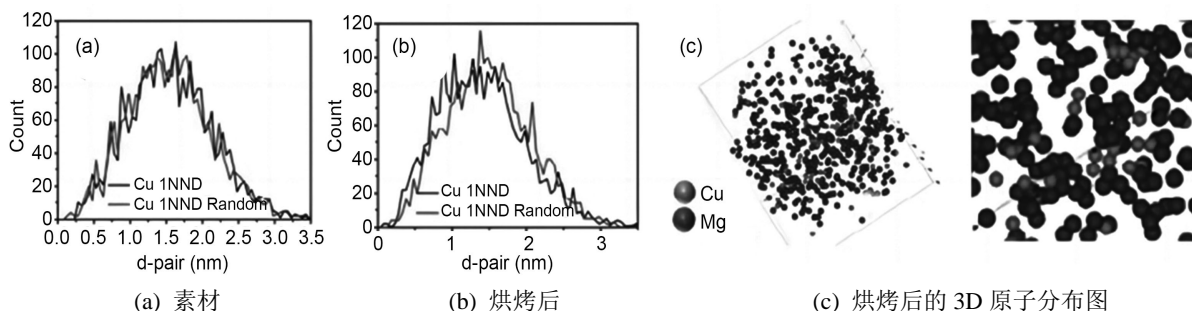 120
100
80
60
40
20
0
Count
(a)
Cu 1NND
Cu 1NND Random
0.0 0.5 1.0 1.5 2.0 2.5 3.0 3.5
d-pair (nm)
(a) 素材
120
100
80
60
40
20
0
Count
(b)
Cu 1NND
Cu 1NND Random
0 1 2 3
d-pair (nm)
(b) 烘烤后
(c)
Cu
Mg
(c) 烘烤后的 3D 原子分布图